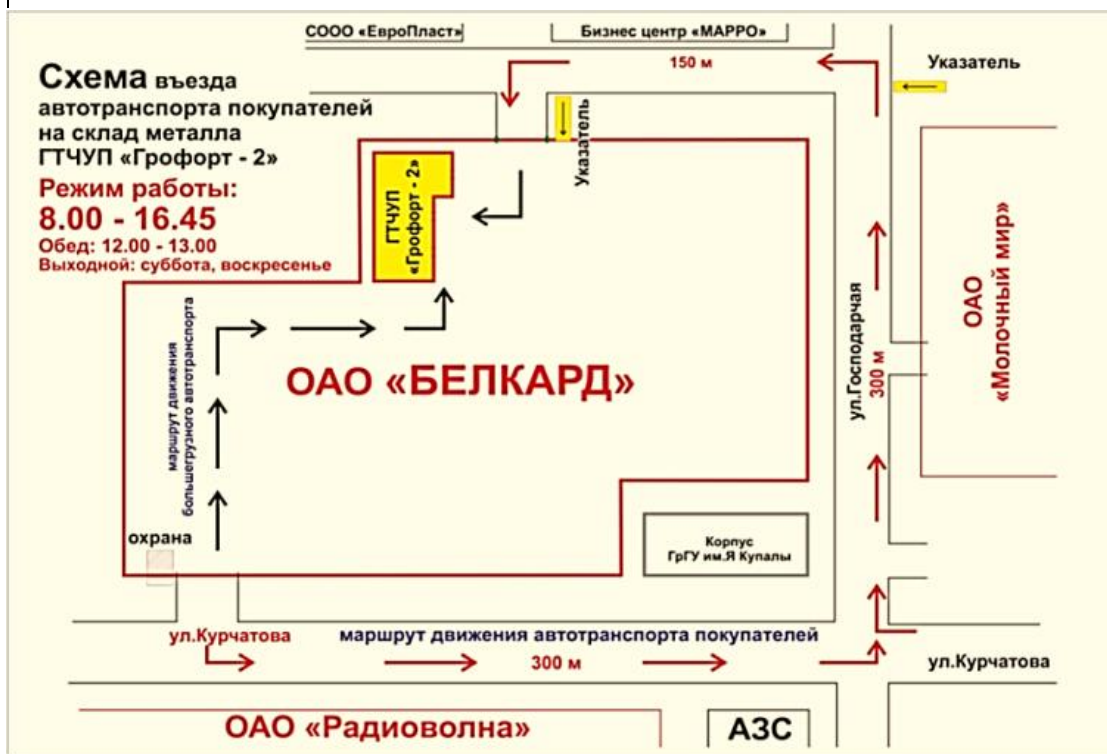 СООО «ЕвроПласт»
Бизнес центр «МАРРО»
150 м
Указатель
Схема въезда
автотранспорта покупателей
на склад металла
ГТЧУП «Грофорт - 2»
Режим работы:
8.00 - 16.45
Обед: 12.00 - 13.00
Выходной: суббота, воскресенье
Указатель
ГТЧУП
«Грофорт - 2»
маршрут движения
большегрузного автотранспорта
ОАО «БЕЛКАРД»
ул.Господарчая
300 м
ОАО
«Молочный мир»
охрана
Корпус
ГрГУ им.Я Купалы
ул.Курчатова
маршрут движения автотранспорта покупателей
300 м
ул.Курчатова
ОАО «Радиоволна»
АЗС